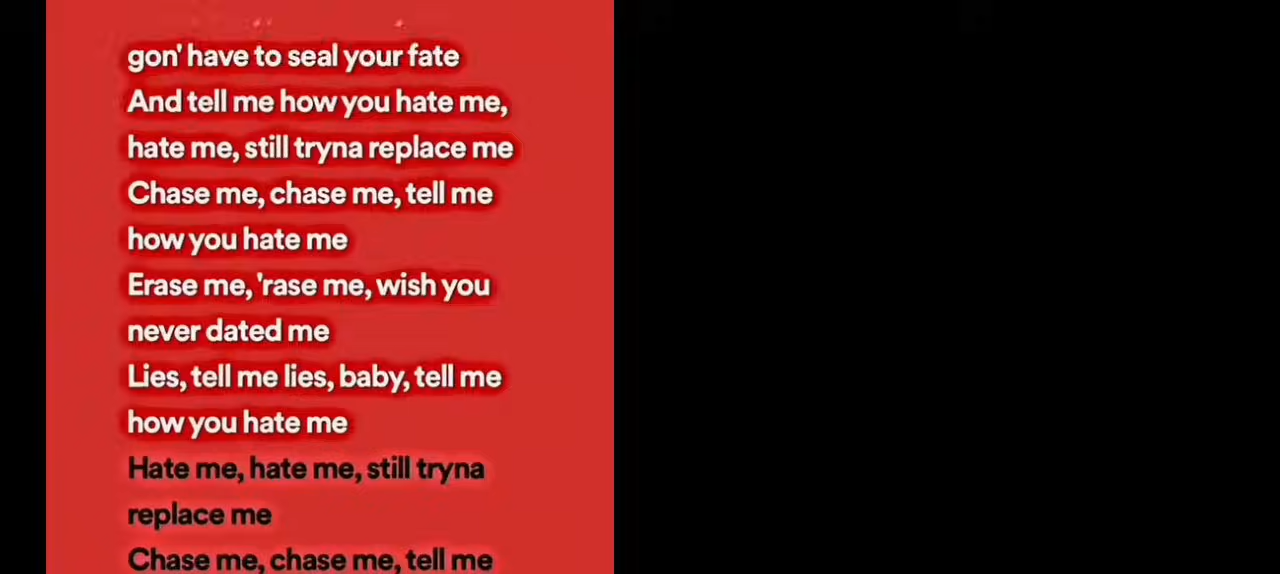 gon' have to seal your fate
And tell me how you hate me,
hate me, still tryna replace me
Chase me, chase me, tell me
how you hate me
Erase me, 'rase me, wish you
never dated me
Lies, tell me lies, baby, tell me
how you hate me
Hate me, hate me, still tryna
replace me
Chase me, chase me, tell me